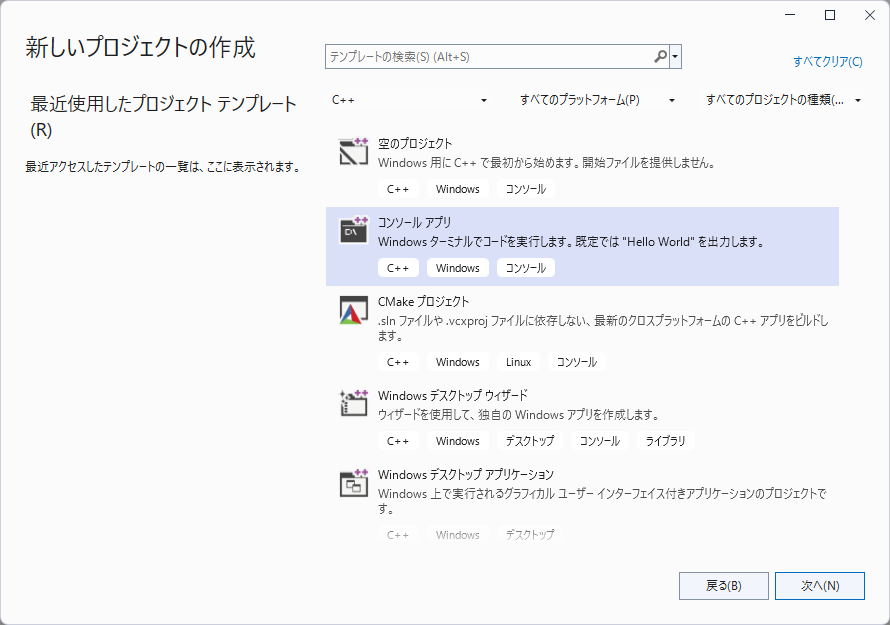 新しいプロジェクトの作成
最近使用したプロジェクト テンプレート
(R)
最近アクセスしたテンプレートの一覧は、ここに表示されます。
テンプレートの検索(S) (Alt+S)
すべてクリア(C)
C++
すべてのプラットフォーム(P)
すべてのプロジェクトの種類(...
空のプロジェクト
Windows 用に C++ で最初から始めます。開始ファイルを提供しません。
C++ Windows コンソール
コンソール アプリ
Windows ターミナルでコードを実行します。既定では "Hello World" を出力します。
C++ Windows コンソール
CMake プロジェクト
.sln ファイルや .vcxproj ファイルに依存しない、最新のクロスプラットフォームの C++ アプリをビルドし
ます。
C++ Windows Linux コンソール
Windows デスクトップ ウィザード
ウィザードを使用して、独自の Windows アプリを作成します。
C++ Windows デスクトップ コンソール ライブラリ
Windows デスクトップ アプリケーション
Windows 上で実行されるグラフィカル ユーザー インターフェイス付きアプリケーションのプロジェクトで
す。
C++ Windows デスクトップ
戻る(B)
次へ(N)